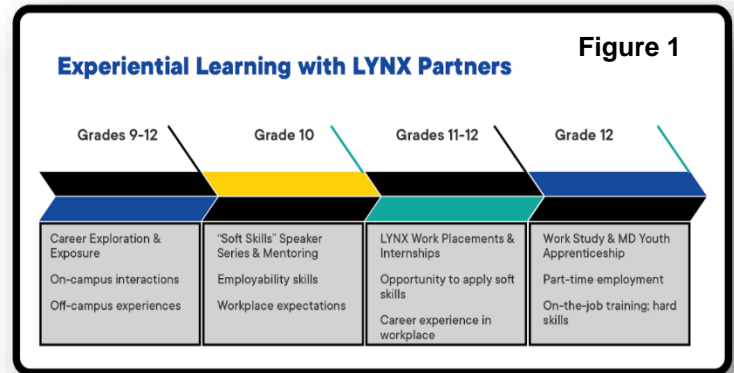 Figure 1
Experiential Learning with LYNX Partners
Grades 9-12
Grade 10
Grades 11-12
Grade 12
Career Exploration &
Exposure
On-campus interactions
Off-campus experiences
"Soft Skills" Speaker
Series & Mentoring
Employability skills
Workplace expectations
LYNX Work Placements &
Internships
Opportunity to apply soft
skills
Career experience in
workplace
Work Study & MD Youth
Apprenticeship
Part-time employment
On-the-job training; hard
skills